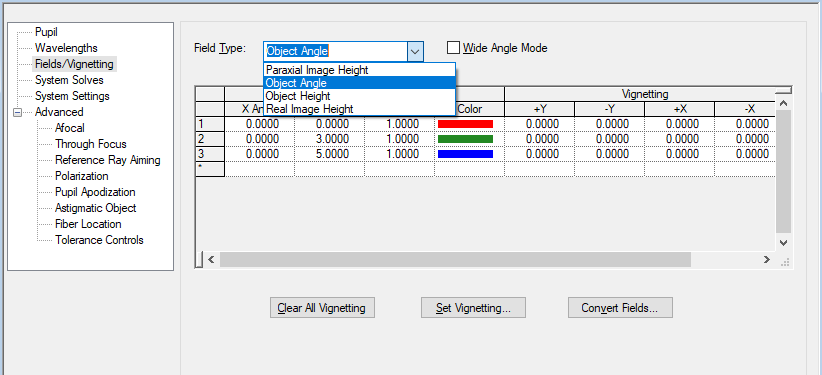 Pupil
Wavelengths
Fields/Vignetting
System Solves
System Settings
Advanced
Afocal
Through Focus
Reference Ray Aiming
Polarization
Pupil Apodization
Astigmatic Object
Fiber Location
Tolerance Controls
Field Type: Object Angle Wide Angle Mode
Paraxial Image Height
Object Angle
Object Height
Real Image Height
Vignetting
X An Color +Y -Y +X -X
1 0.0000 0.0000 1.0000 0.0000 0.0000 0.0000 0.0000
2 0.0000 3.0000 1.0000 0.0000 0.0000 0.0000 0.0000
3 0.0000 5.0000 1.0000 0.0000 0.0000 0.0000 0.0000
*
Clear All Vignetting Set Vignetting... Convert Fields...